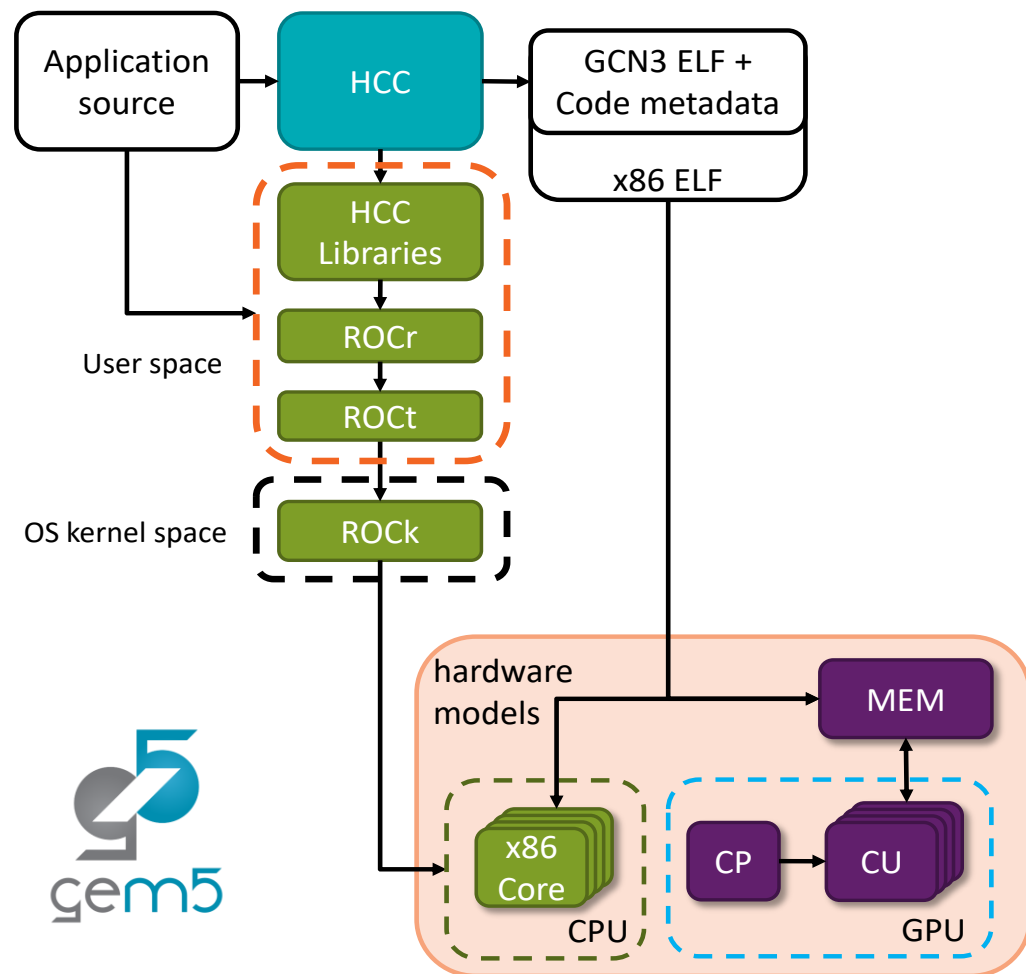 Application
source
HCC
GCN3 ELF +
Code metadata
x86 ELF
HCC
Libraries
ROCr
User space
ROCt
ROCk
OS kernel space
hardware
models
MEM
x86
Core
CPU
CP
CU
GPU
g5
gem5